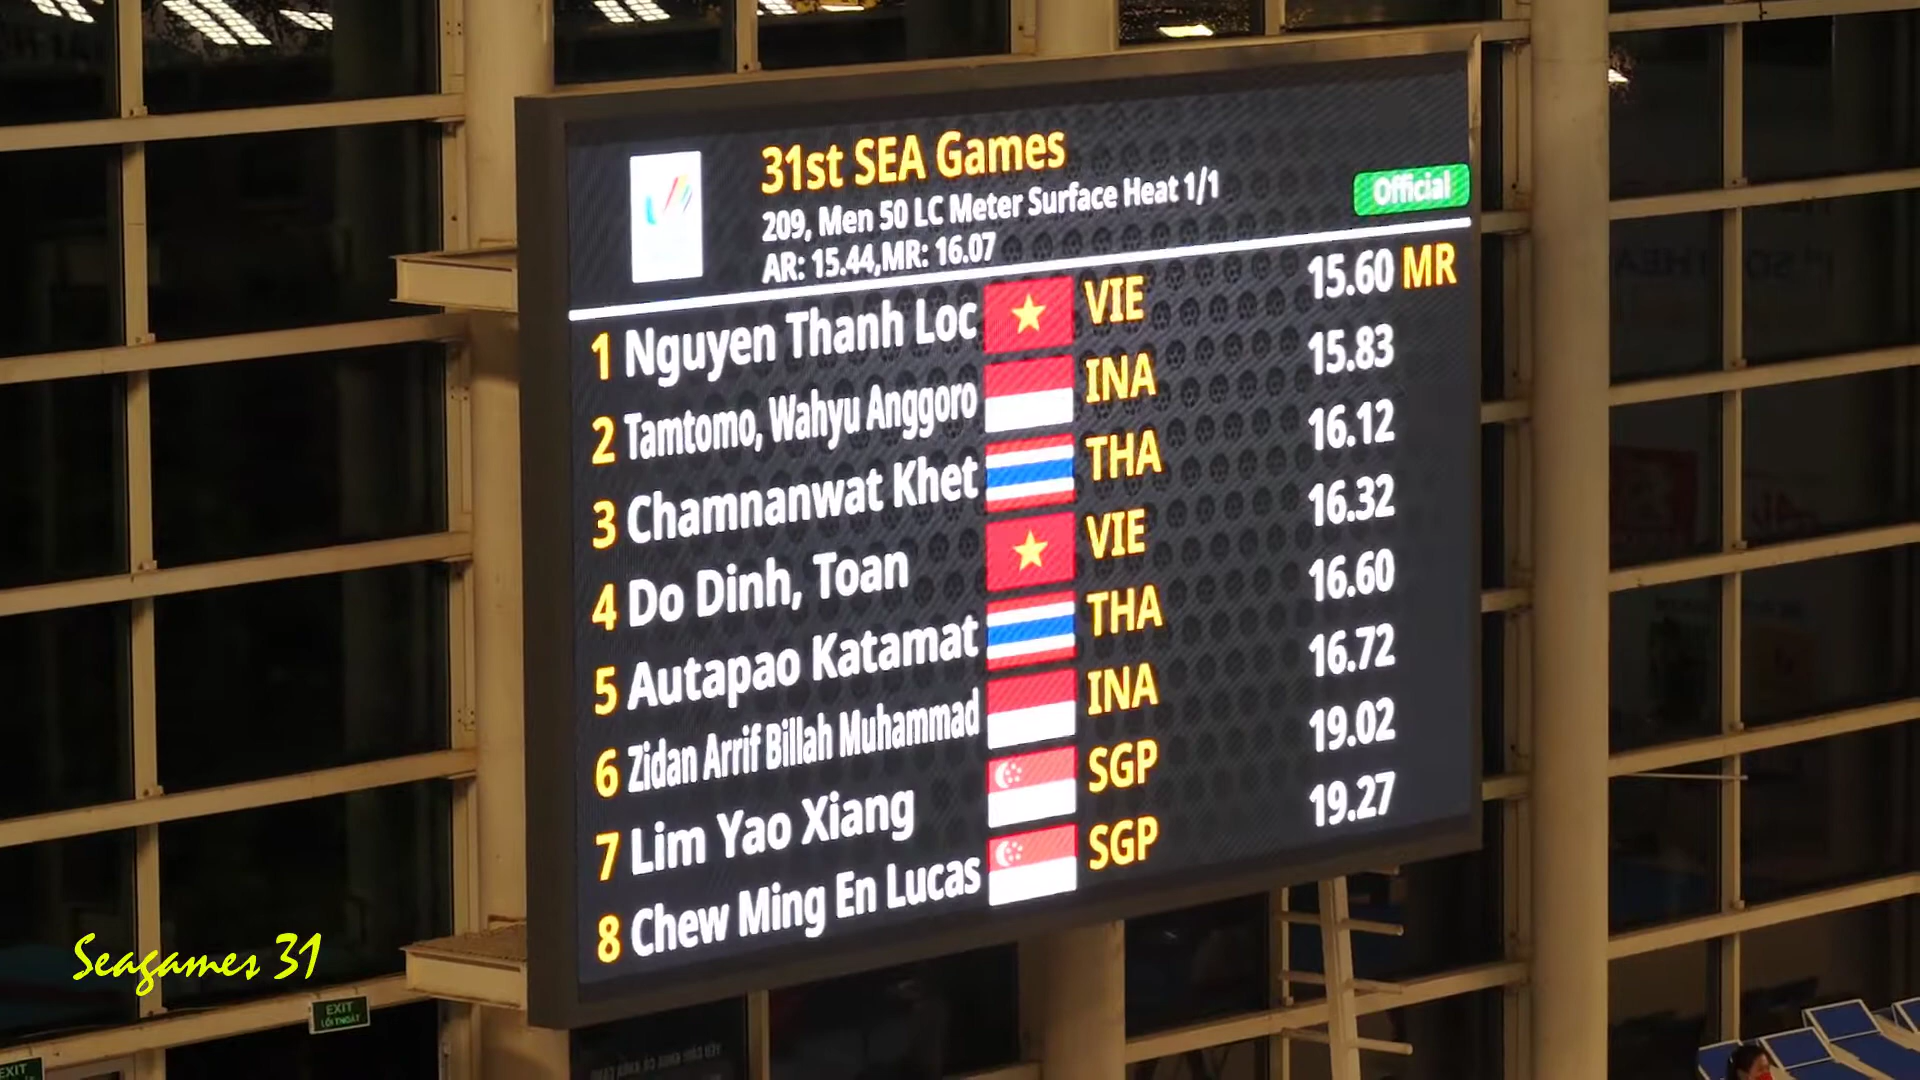 31st SEA Games
209, Men 50 LC Meter Surface Heat 1/1
Official
AR: 15.44,MR: 16.07
1 Nguyen Thanh Loc VIE 15.60 MR
2 Tamtomo, Wahyu Anggoro INA 15.83
3 Chamnanwat Khet THA 16.12
4 Do Dinh, Toan VIE 16.32
5 Autapao Katamat THA 16.60
6 Zidan Arrif Billah Muhammad INA 16.72
7 Lim Yao Xiang SGP 19.02
8 Chew Ming En Lucas SGP 19.27
Seagames 31
EXIT
LỐI THOÁT
EXIT